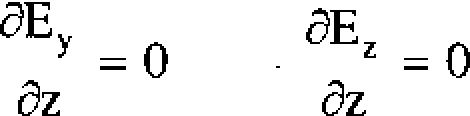 ∂E_y/∂z = 0    ∂E_z/∂z = 0